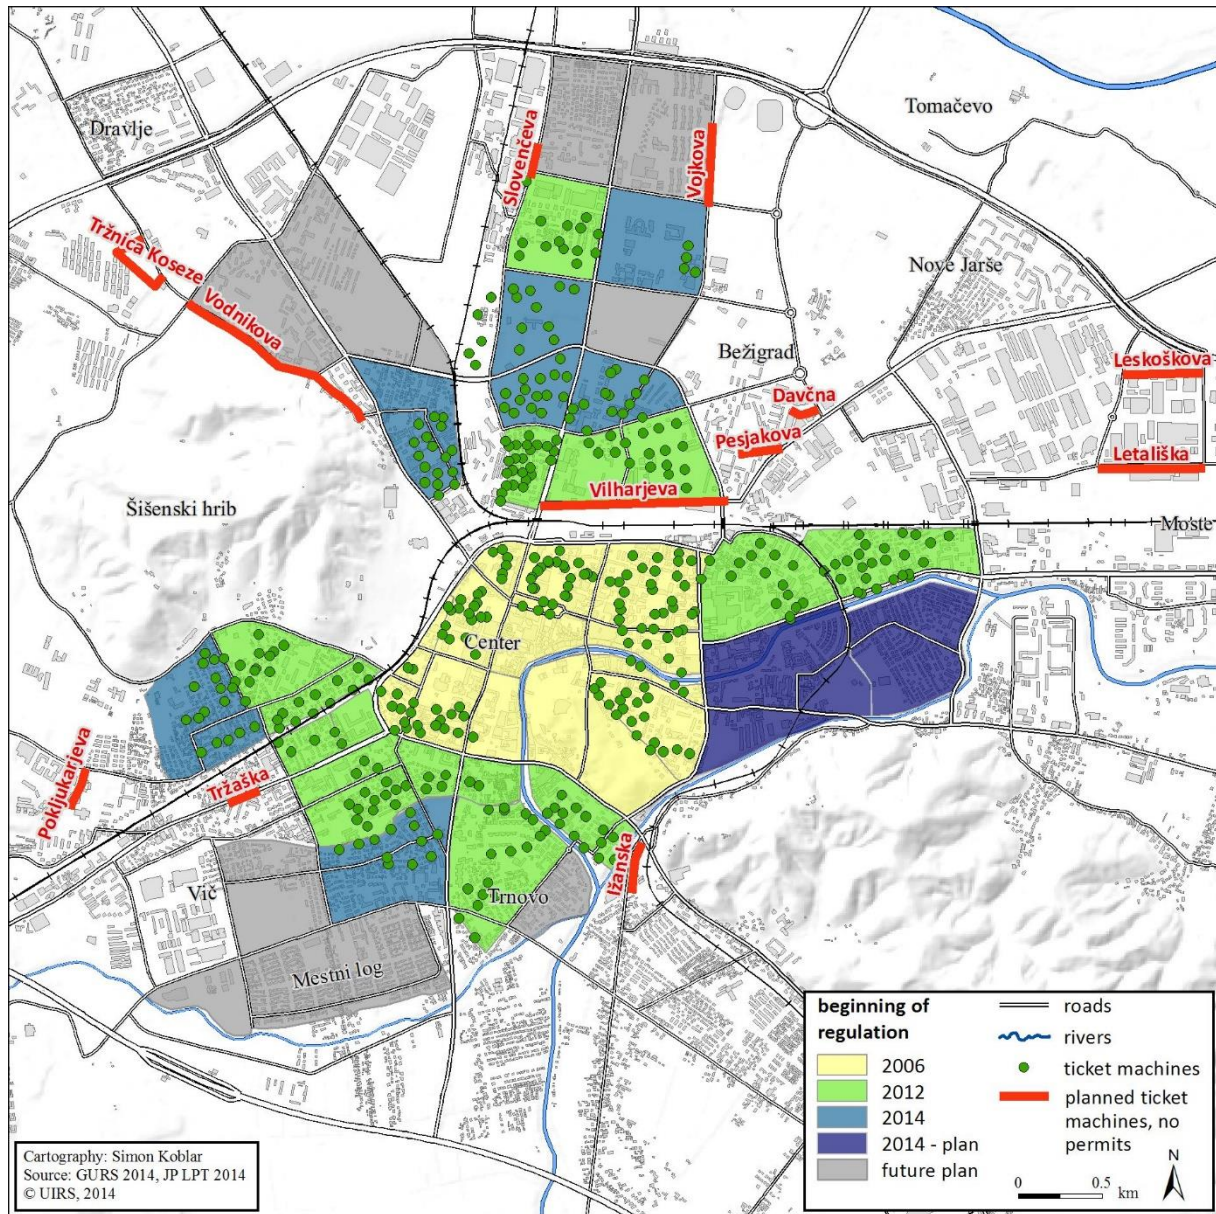 Dravlje
Tomačevo
Slovenčeva
Vojkova
Tržnica Koseze
Vodnikova
Nove Jarše
Bežigrad
Leskoškova
Davčna
Pesjakova
Letališka
Vilharjeva
Šišenski hrib
Moste
Center
Pokljukarjeva
Tržaška
Ižanska
Vič
Trnovo
Mestni log
beginning of
regulation
2006
2012
2014
2014 - plan
future plan
roads
rivers
ticket machines
planned ticket
machines, no
permits
N
0 0.5
km
Cartography: Simon Koblar
Source: GURS 2014, JP LPT 2014
© UIRS, 2014